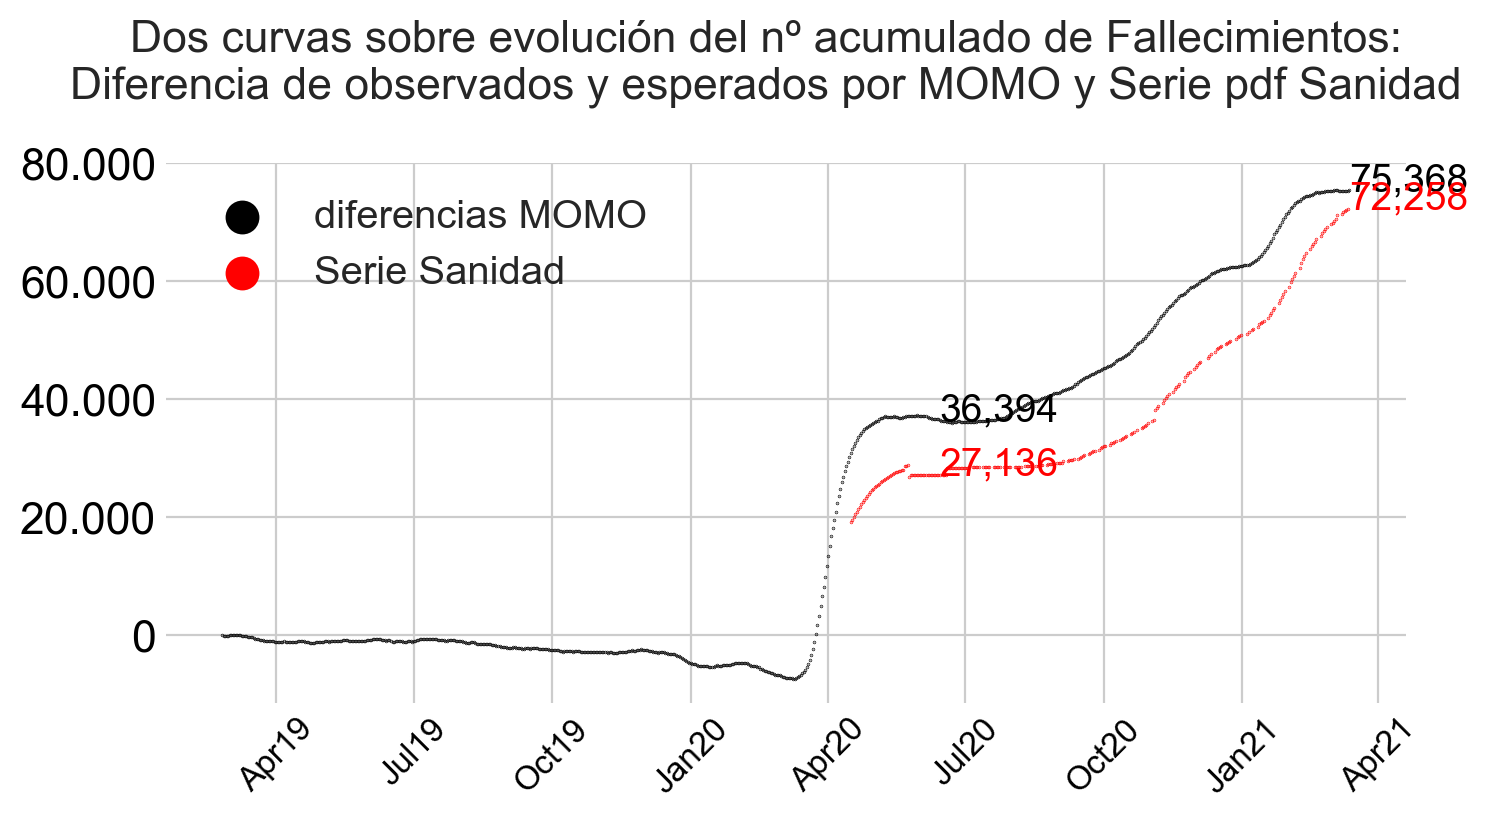 Dos curvas sobre evolución del nº acumulado de Fallecimientos:
Diferencia de observados y esperados por MOMO y Serie pdf Sanidad
80.000
60.000
40.000
20.000
0
diferencias MOMO
Serie Sanidad
75,368
72,258
36,394
27,136
Apr19
Jul19
Oct19
Jan20
Apr20
Jul20
Oct20
Jan21
Apr21